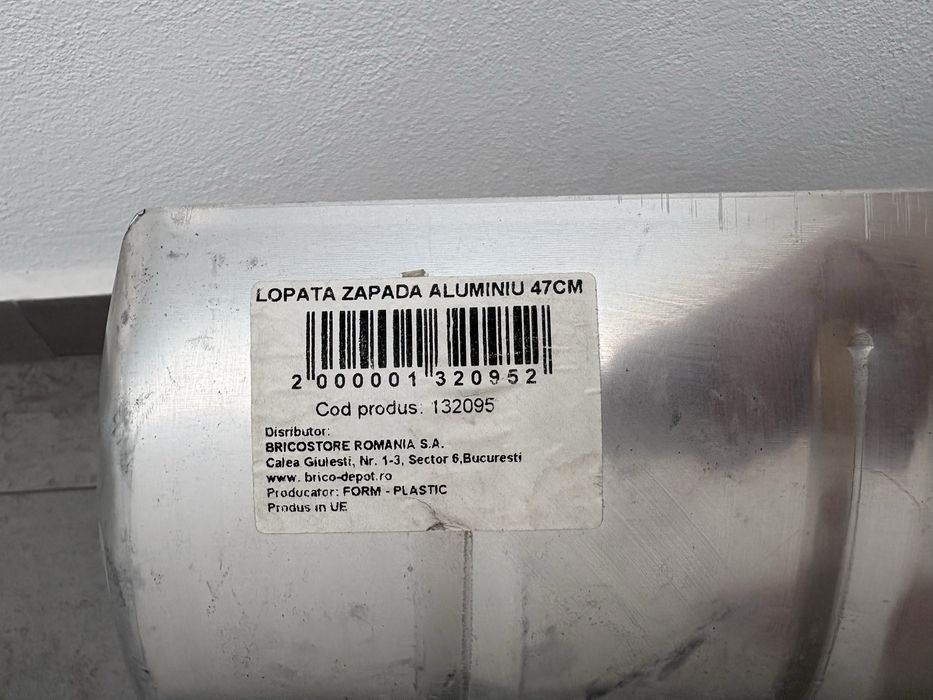 LOPATA ZAPADA ALUMINIU 47CM
2 000001 320952
Cod produs: 132095
Disributor:
BRICOSTORE ROMANIA S.A.
Calea Giulesti, Nr. 1-3, Sector 6,Bucuresti
www. brico-depot.ro
Producator: FORM - PLASTIC
Produs in UE